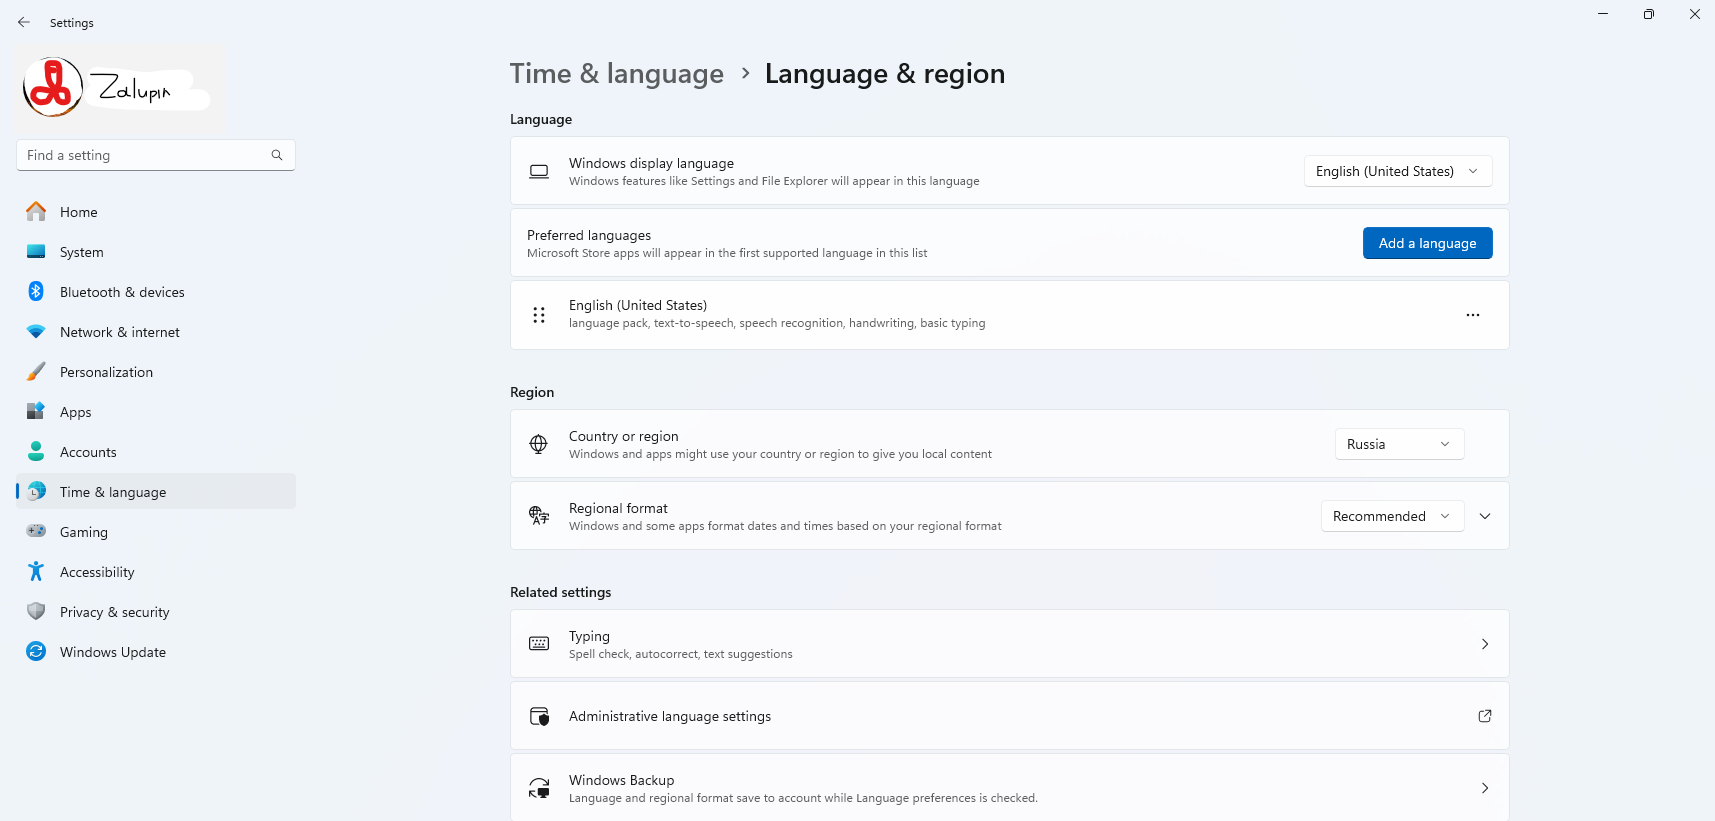 Settings
Zalupin
Find a setting
Home
System
Bluetooth & devices
Network & internet
Personalization
Apps
Accounts
Time & language
Gaming
Accessibility
Privacy & security
Windows Update
Time & language > Language & region
Language
Windows display language
Windows features like Settings and File Explorer will appear in this language
English (United States)
Preferred languages
Microsoft Store apps will appear in the first supported language in this list
Add a language
English (United States)
language pack, text-to-speech, speech recognition, handwriting, basic typing
Region
Country or region
Windows and apps might use your country or region to give you local content
Russia
Regional format
Windows and some apps format dates and times based on your regional format
Recommended
Related settings
Typing
Spell check, autocorrect, text suggestions
Administrative language settings
Windows Backup
Language and regional format save to account while Language preferences is checked.